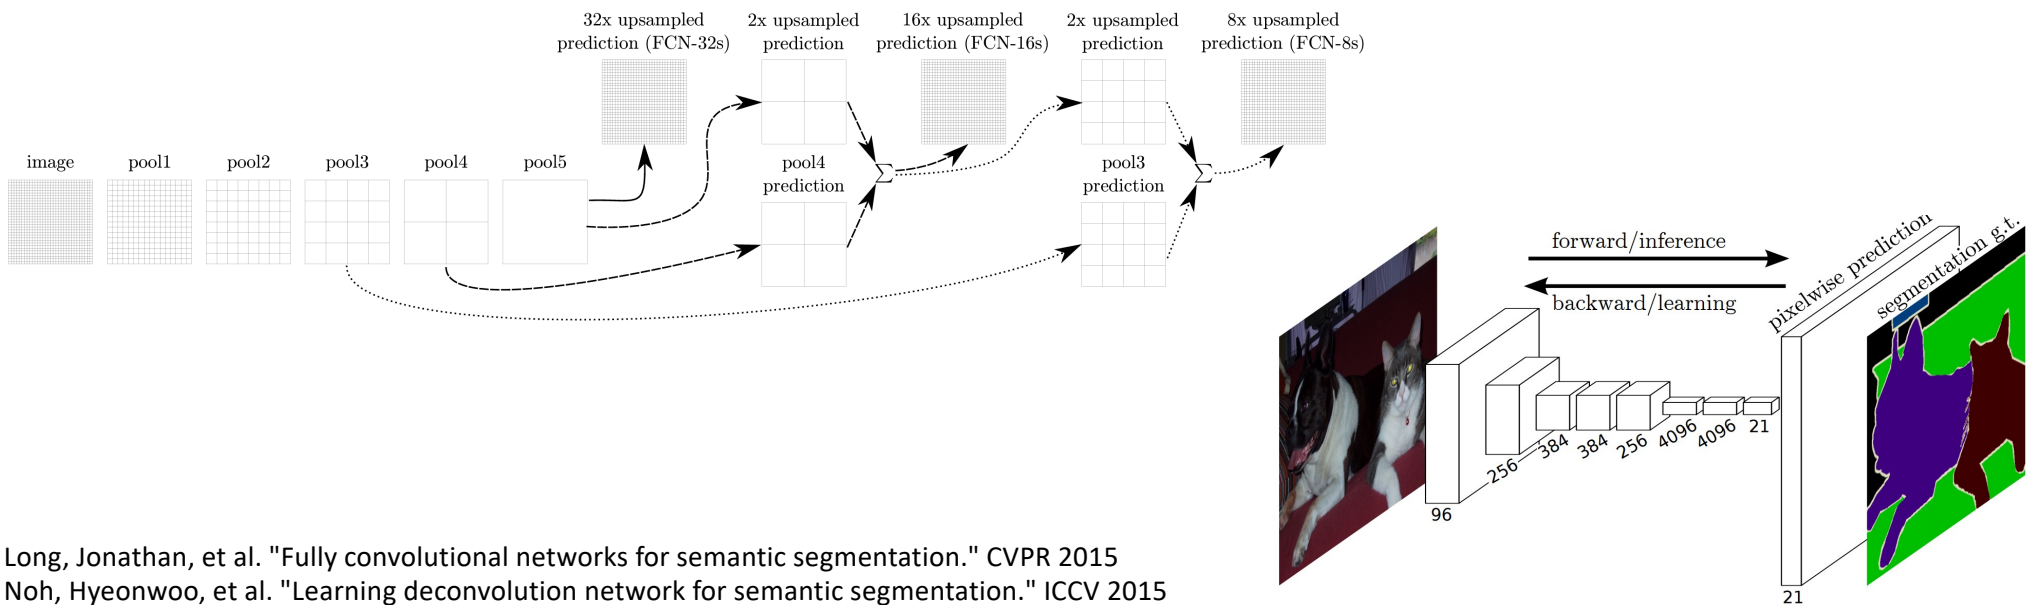 32x upsampled
prediction (FCN-32s)
2x upsampled
prediction
16x upsampled
prediction (FCN-16s)
2x upsampled
prediction
8x upsampled
prediction (FCN-8s)
image
pool1
pool2
pool3
pool4
pool5
pool4
prediction
∑
pool3
prediction
∑
forward/inference
backward/learning
pixelwise prediction
segmentation g.t.
96
256
384
384
256
4096
4096
21
21
Long, Jonathan, et al. "Fully convolutional networks for semantic segmentation." CVPR 2015
Noh, Hyeonwoo, et al. "Learning deconvolution network for semantic segmentation." ICCV 2015